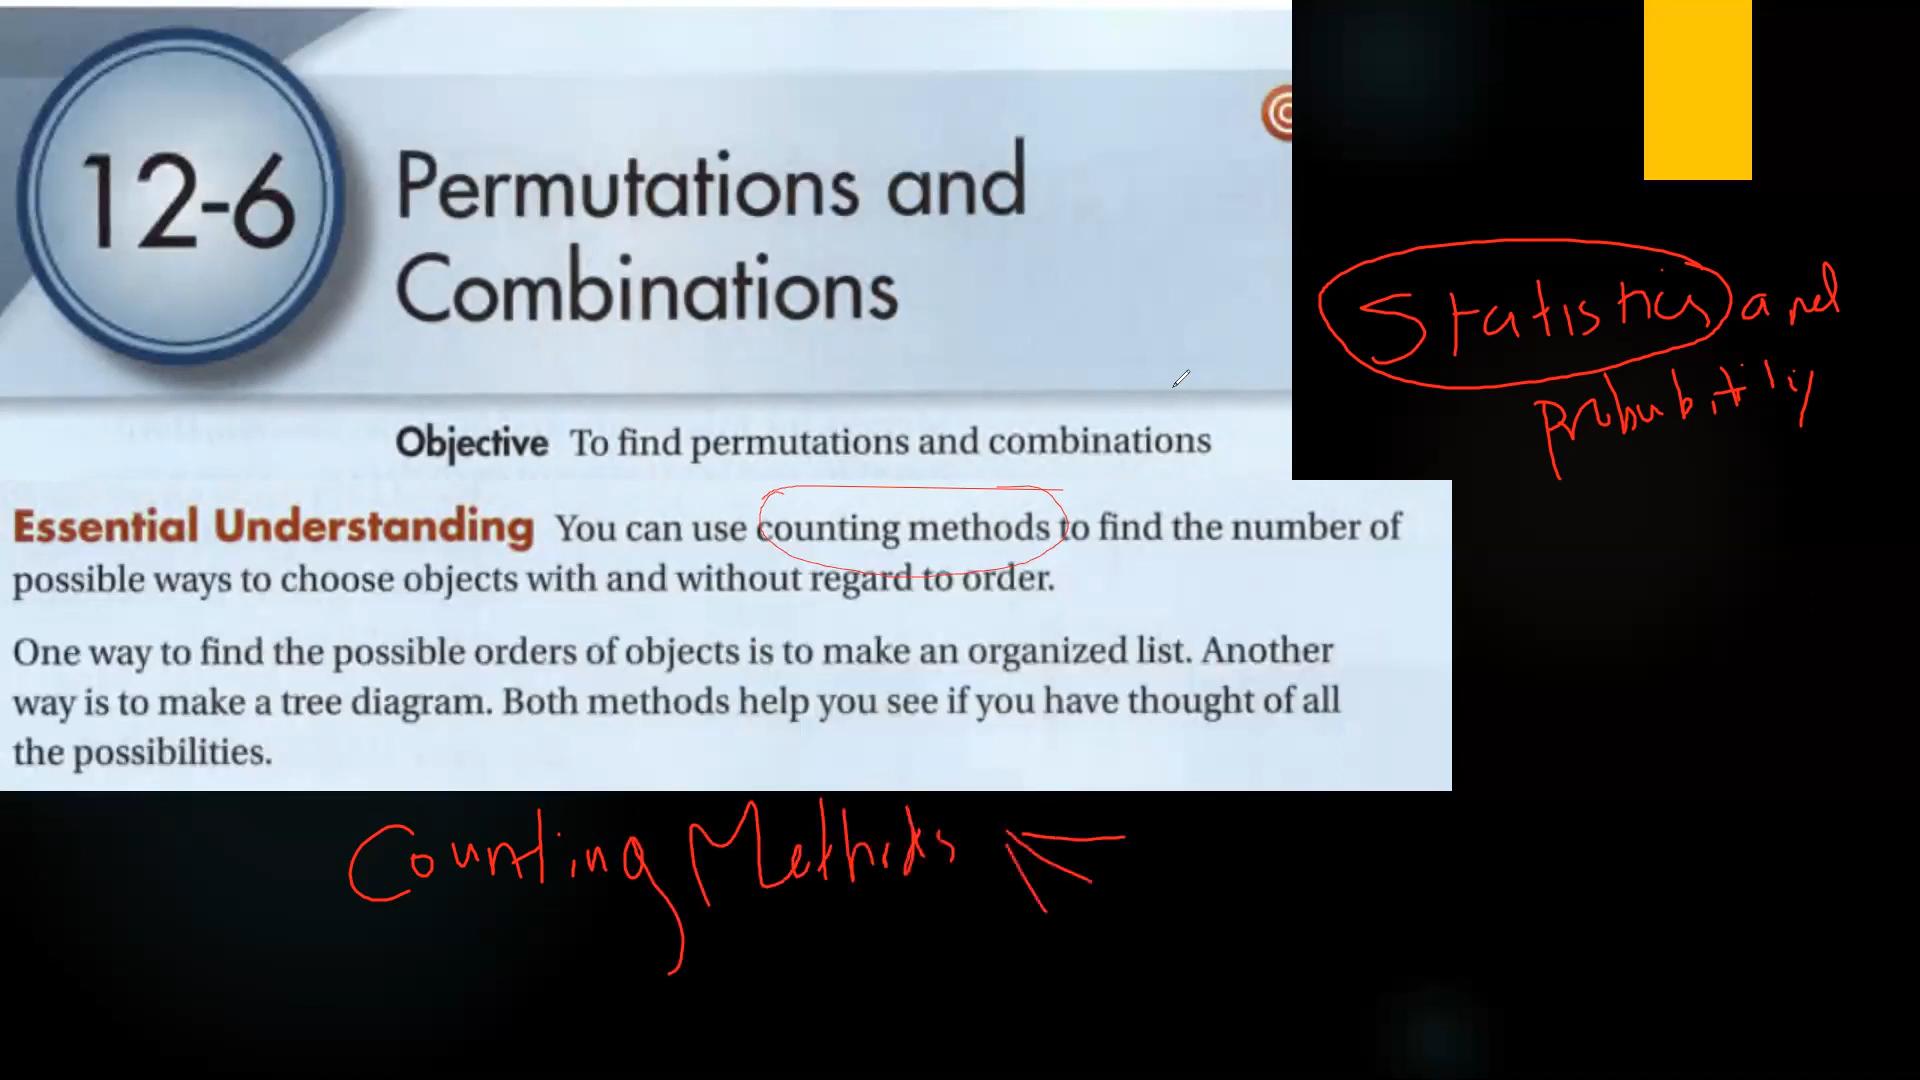 12-6
Permutations and
Combinations
Objective To find permutations and combinations
Essential Understanding You can use counting methods to find the number of
possible ways to choose objects with and without regard to order.
One way to find the possible orders of objects is to make an organized list. Another
way is to make a tree diagram. Both methods help you see if you have thought of all
the possibilities.
Statistics and
probability
Counting Methods